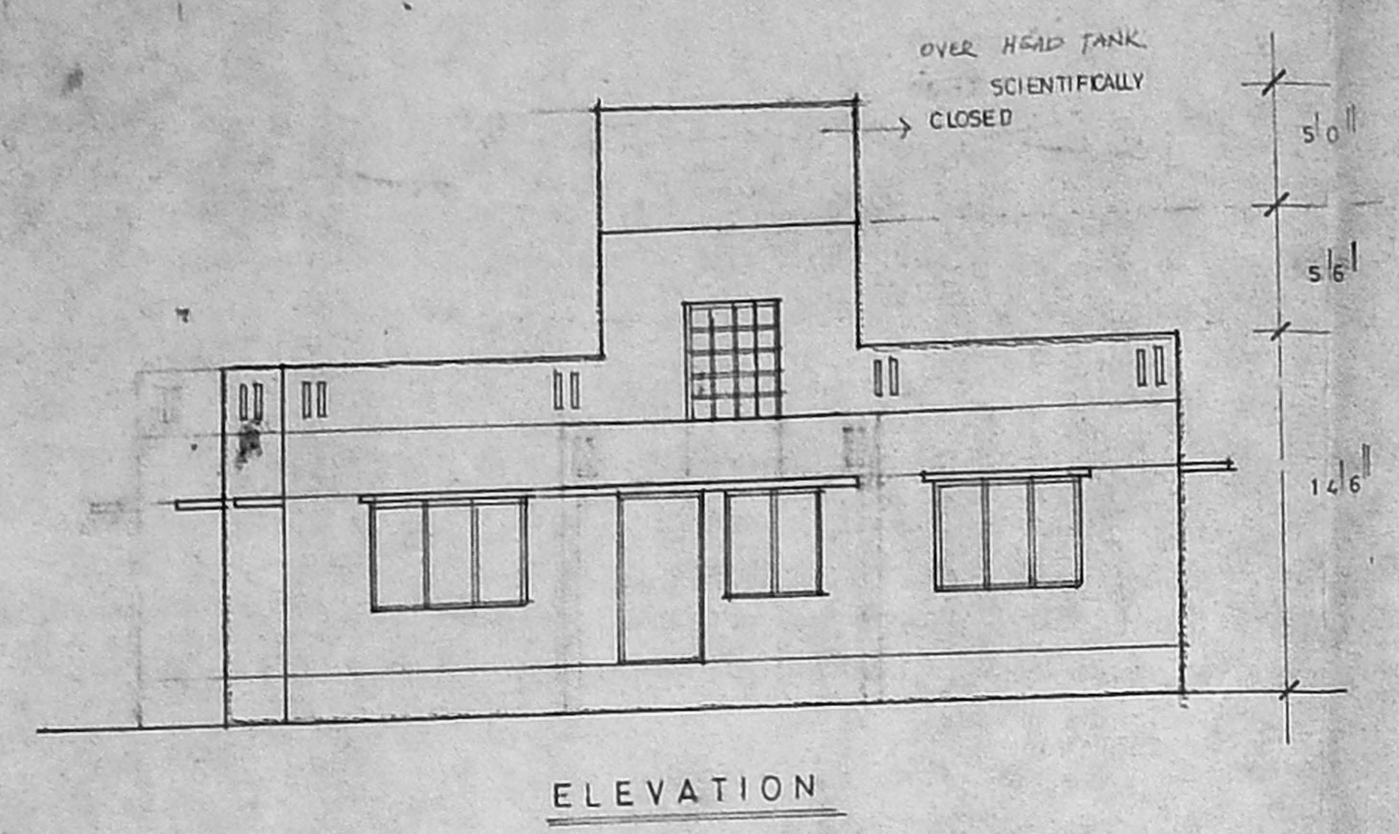 OVER HEAD TANK
SCIENTIFICALLY
CLOSED
5'0"
5'6"
14'6"
ELEVATION